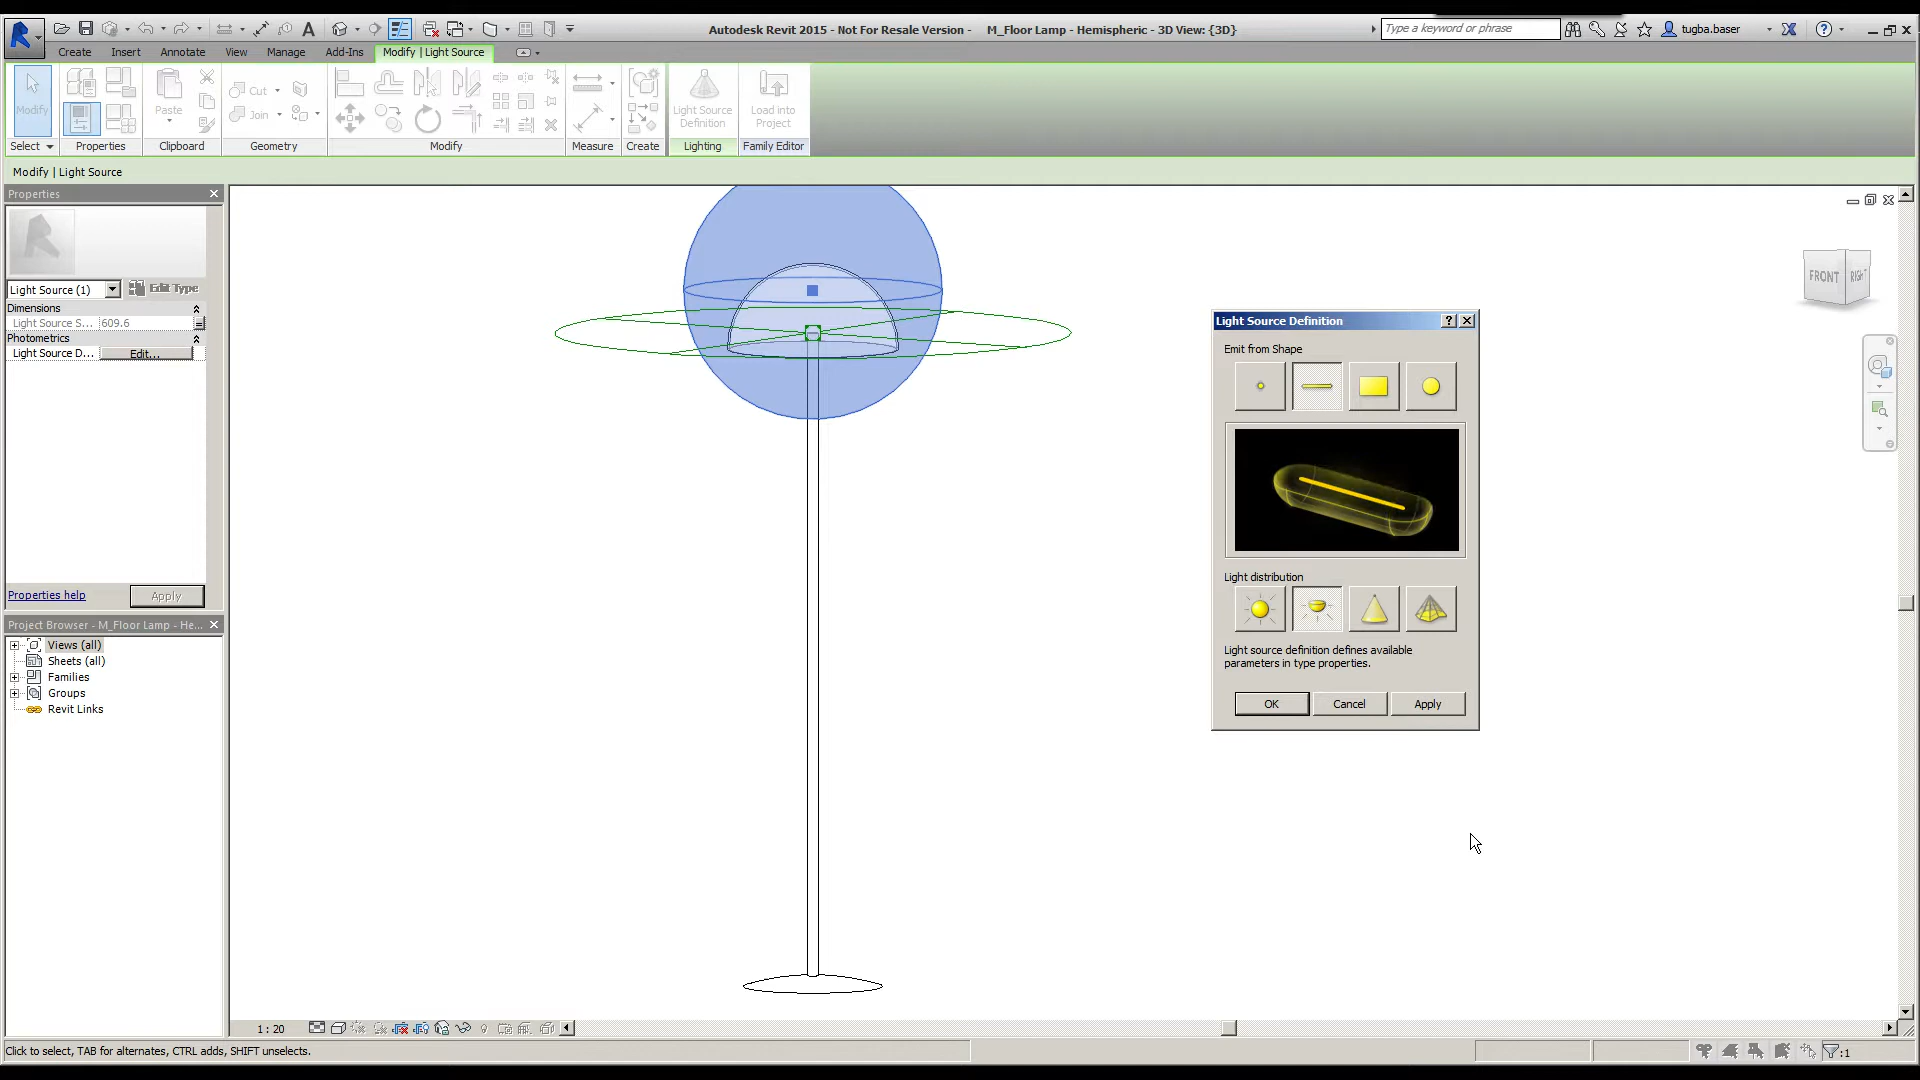 Autodesk Revit 2015 - Not For Resale Version -    M_Floor Lamp - Hemispheric - 3D View: {3D}
Type a keyword or phrase
tugba.baser
Create Insert Annotate View Manage Add-Ins Modify | Light Source
Modify
Paste
Cut
Join
Light Source Definition
Load into Project
Select Properties Clipboard Geometry Modify Measure Create Lighting Family Editor
Modify | Light Source
Properties
Light Source (1)
Edit Type
Dimensions
Light Source S... 609.6
Photometrics
Light Source D... Edit...
Properties help
Apply
Project Browser - M_Floor Lamp - He...
Views (all)
Sheets (all)
Families
Groups
Revit Links
FRONT
RIGHT
Light Source Definition
Emit from Shape
Light distribution
Light source definition defines available
parameters in type properties.
OK Cancel Apply
1 : 20
Click to select, TAB for alternates, CTRL adds, SHIFT unselects.
:1